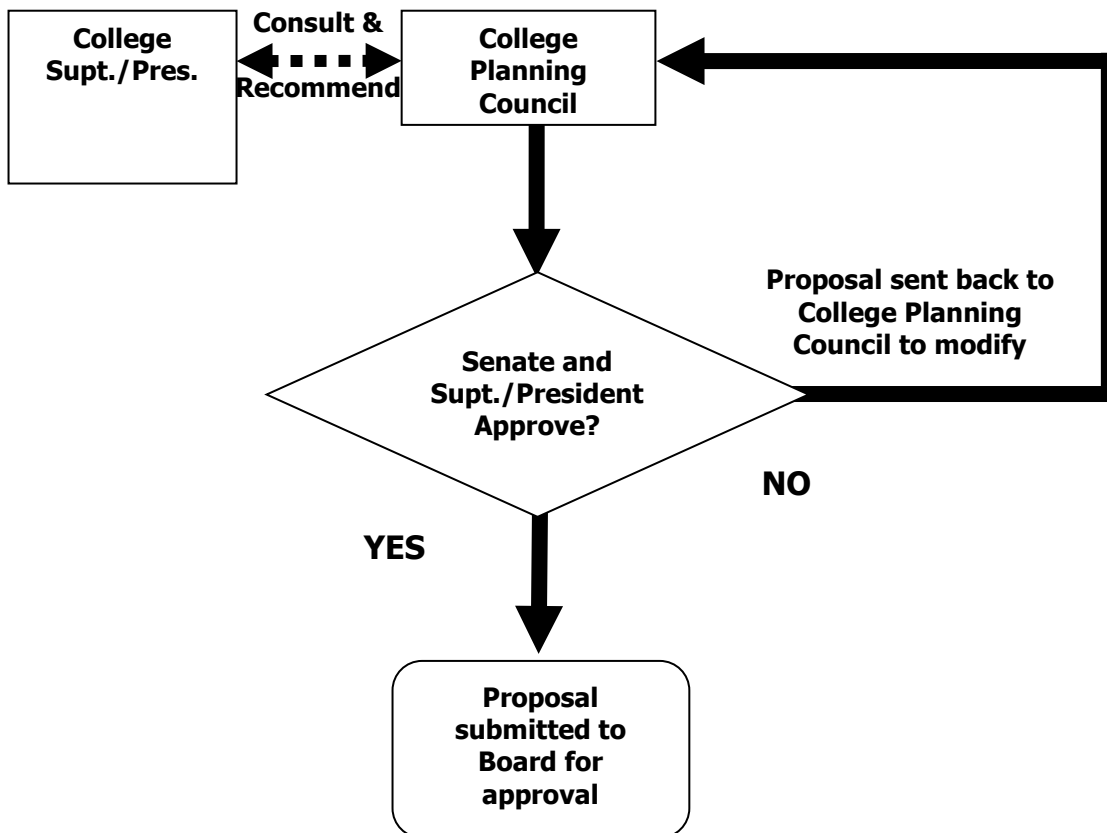 College
Supt./Pres.
Consult &
Recommend
College
Planning
Council
Proposal sent back to
College Planning
Council to modify
Senate and
Supt./President
Approve?
NO
YES
Proposal
submitted to
Board for
approval